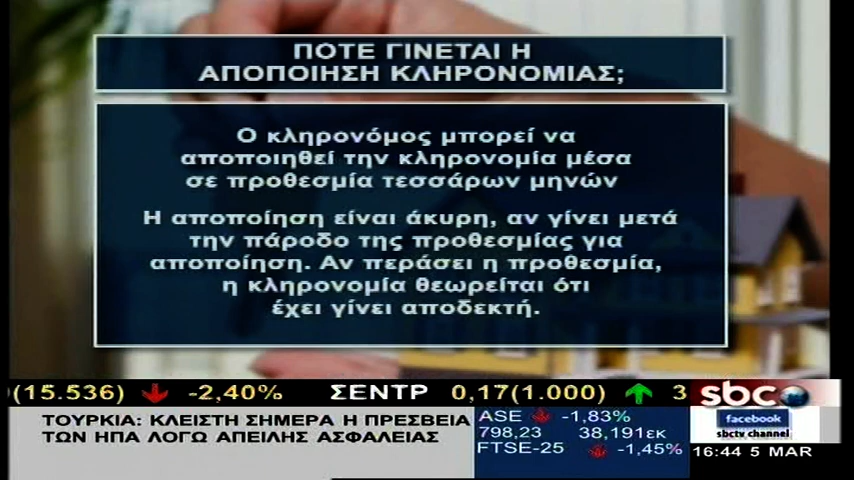 ΠΟΤΕ ΓΙΝΕΤΑΙ Η
ΑΠΟΠΟΙΗΣΗ ΚΛΗΡΟΝΟΜΙΑΣ;
Ο κληρονόμος μπορεί να
αποποιηθεί την κληρονομία μέσα
σε προθεσμία τεσσάρων μηνών
Η αποποίηση είναι άκυρη, αν γίνει μετά
την πάροδο της προθεσμίας για
αποποίηση. Αν περάσει η προθεσμία,
η κληρονομία θεωρείται ότι
έχει γίνει αποδεκτή.
(15.536) -2,40% ΣΕΝΤΡ 0,17(1.000) 3
sbc
ΤΟΥΡΚΙΑ: ΚΛΕΙΣΤΗ ΣΗΜΕΡΑ Η ΠΡΕΣΒΕΙΑ
ΤΩΝ ΗΠΑ ΛΟΓΩ ΑΠΕΙΛΗΣ ΑΣΦΑΛΕΙΑΣ
ASE -1,83%
798,23 38,191εκ
FTSE-25 -1,45%
facebook
sbctv channel
16:44 5 MAR